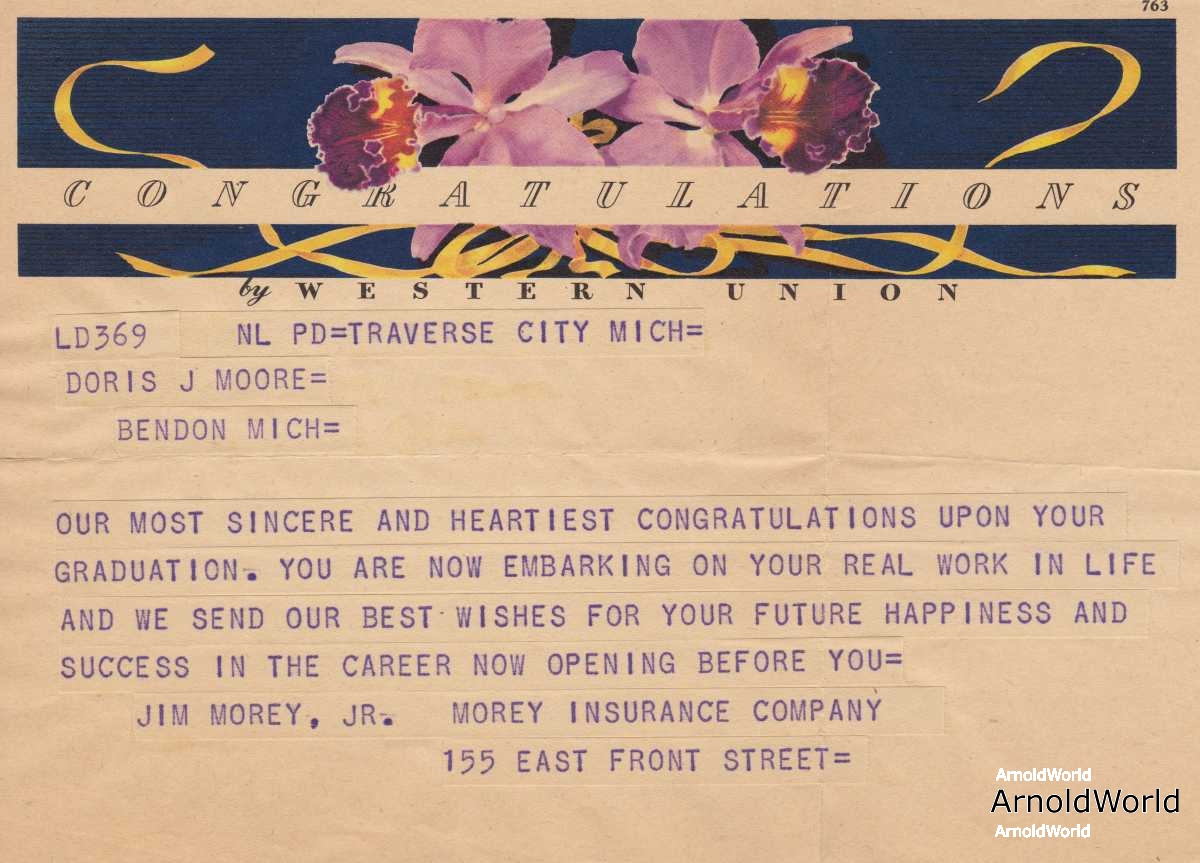 763
CONGRATULATIONS
by WESTERN UNION
LD369 NL PD=TRAVERSE CITY MICH=
DORIS J MOORE=
BENDON MICH=
OUR MOST SINCERE AND HEARTIEST CONGRATULATIONS UPON YOUR
GRADUATION. YOU ARE NOW EMBARKING ON YOUR REAL WORK IN LIFE
AND WE SEND OUR BEST WISHES FOR YOUR FUTURE HAPPINESS AND
SUCCESS IN THE CAREER NOW OPENING BEFORE YOU=
JIM MOREY, JR. MOREY INSURANCE COMPANY
155 EAST FRONT STREET=
ArnoldWorld
ArnoldWorld
ArnoldWorld